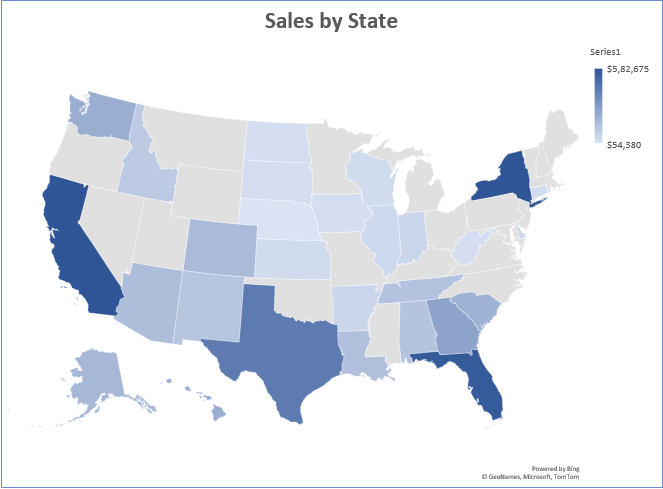 Sales by State
Series1
$5,82,675
$54,380
Powered by Bing
© GeoNames, Microsoft, TomTom